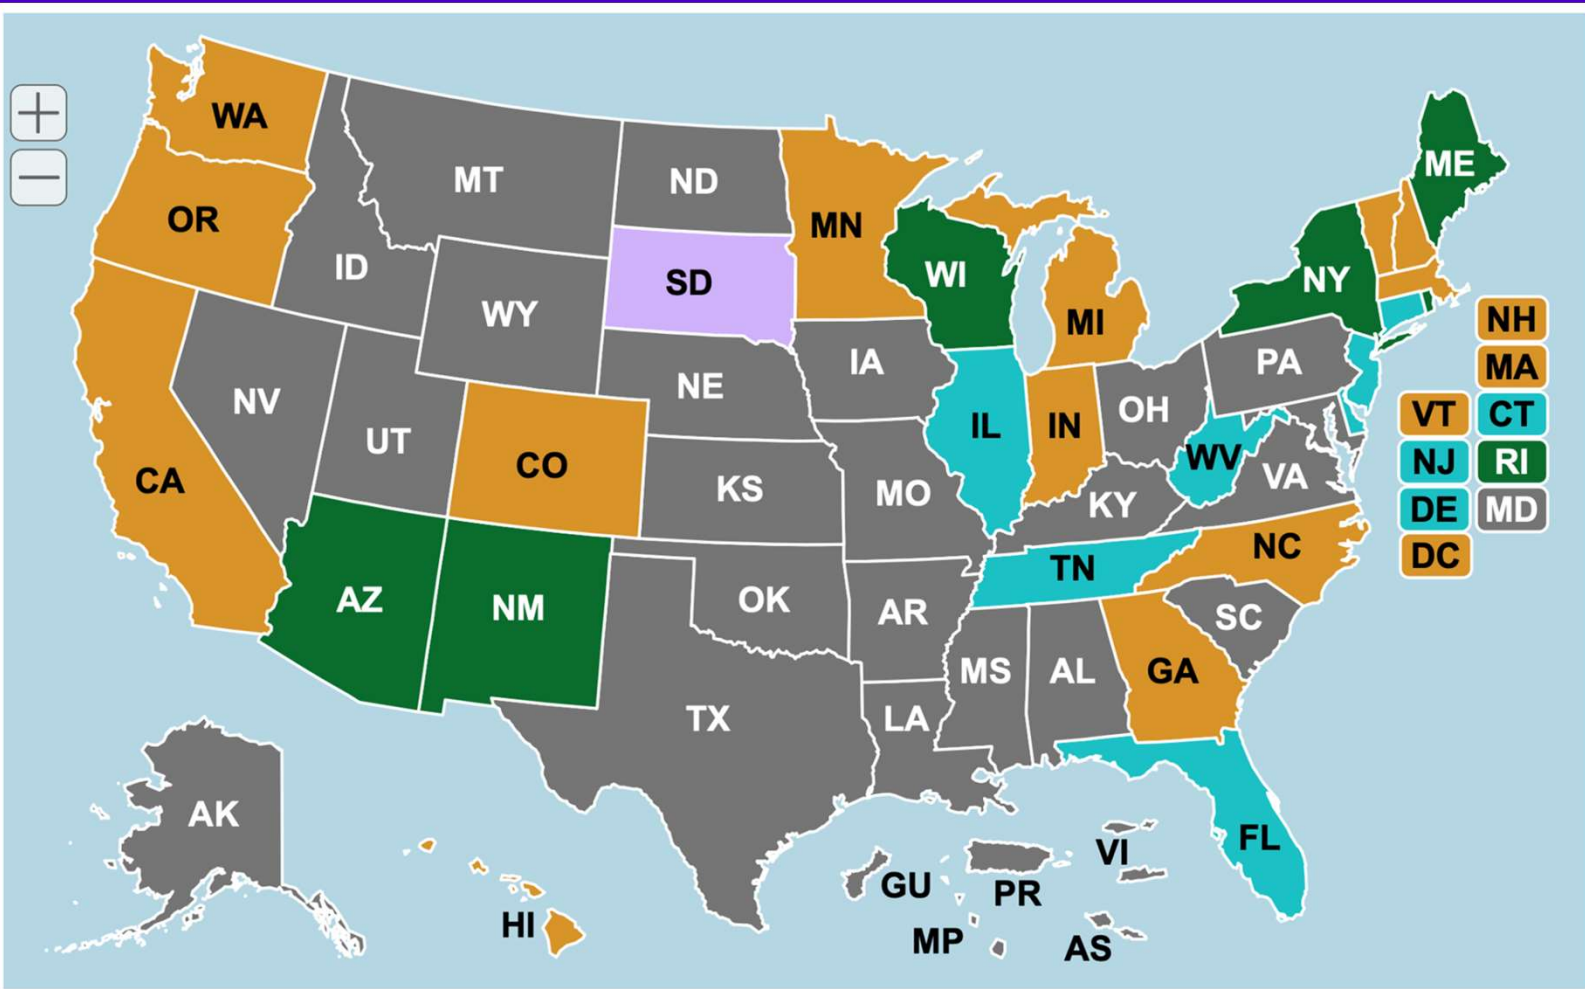 +
−
WA
MT
ND
ME
OR
MN
ID
SD
WI
NY
WY
MI
NH
IA
PA
MA
NV
NE
OH
VT
CT
UT
IL
IN
CA
CO
WV
NJ
RI
KS
MO
KY
VA
DE
MD
NC
DC
TN
AZ
NM
OK
AR
SC
MS
AL
GA
TX
LA
AK
FL
VI
GU
PR
HI
MP
AS